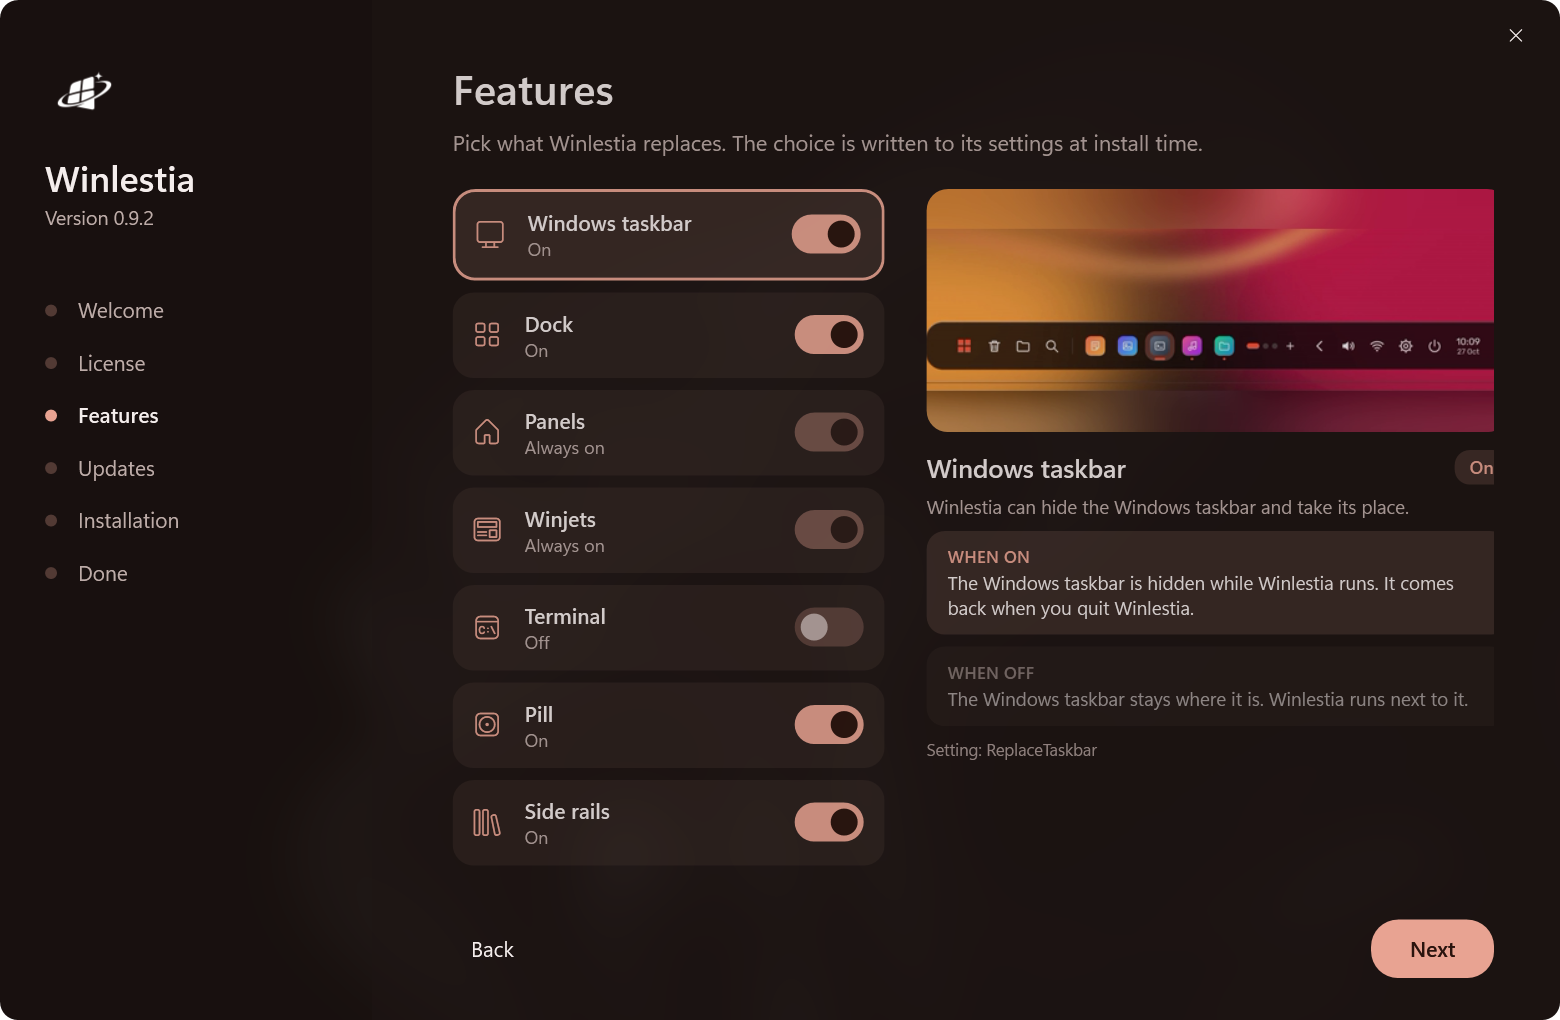 Winlestia
Version 0.9.2
Welcome
License
Features
Updates
Installation
Done
Features
Pick what Winlestia replaces. The choice is written to its settings at install time.
Windows taskbar
On
Dock
On
Panels
Always on
Winjets
Always on
C:\
Terminal
Off
Pill
On
Side rails
On
10:09
27 Oct
Windows taskbar
On
Winlestia can hide the Windows taskbar and take its place.
WHEN ON
The Windows taskbar is hidden while Winlestia runs. It comes
back when you quit Winlestia.
WHEN OFF
The Windows taskbar stays where it is. Winlestia runs next to it.
Setting: ReplaceTaskbar
Back
Next